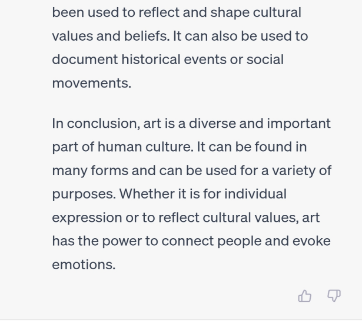 been used to reflect and shape cultural
values and beliefs. It can also be used to
document historical events or social
movements.
In conclusion, art is a diverse and important
part of human culture. It can be found in
many forms and can be used for a variety of
purposes. Whether it is for individual
expression or to reflect cultural values, art
has the power to connect people and evoke
emotions.